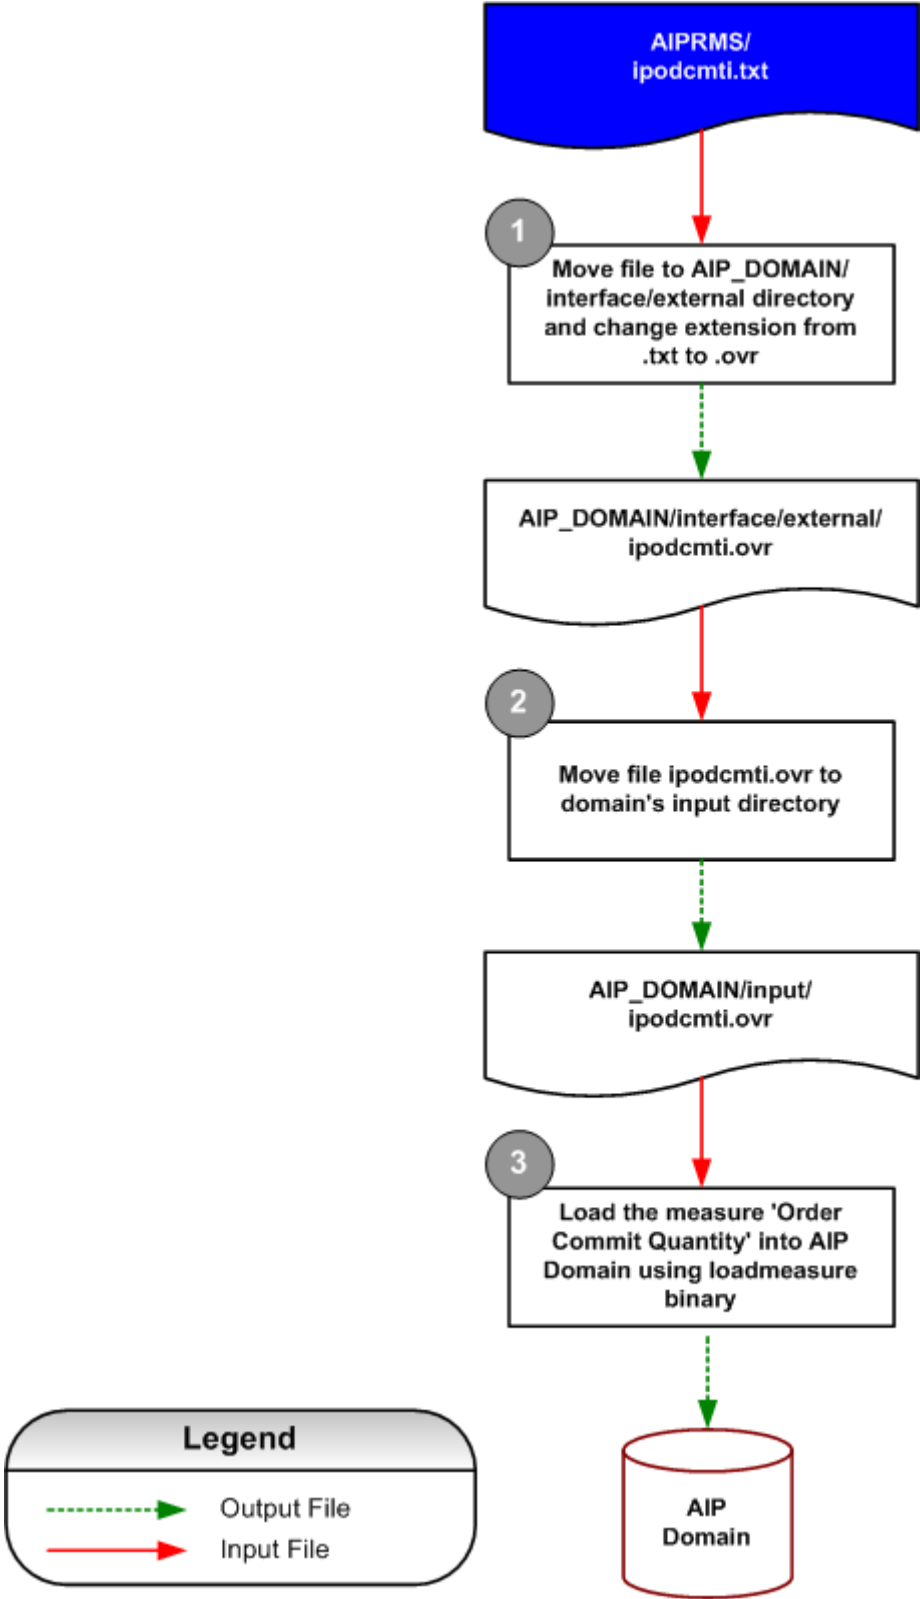 AIPRMS/
ipodcmti.txt
1
Move file to AIP_DOMAIN/
interface/external directory
and change extension from
.txt to .ovr
AIP_DOMAIN/interface/external/
ipodcmti.ovr
2
Move file ipodcmti.ovr to
domain's input directory
AIP_DOMAIN/input/
ipodcmti.ovr
3
Load the measure 'Order
Commit Quantity' into AIP
Domain using loadmeasure
binary
AIP
Domain
Legend
Output File
Input File